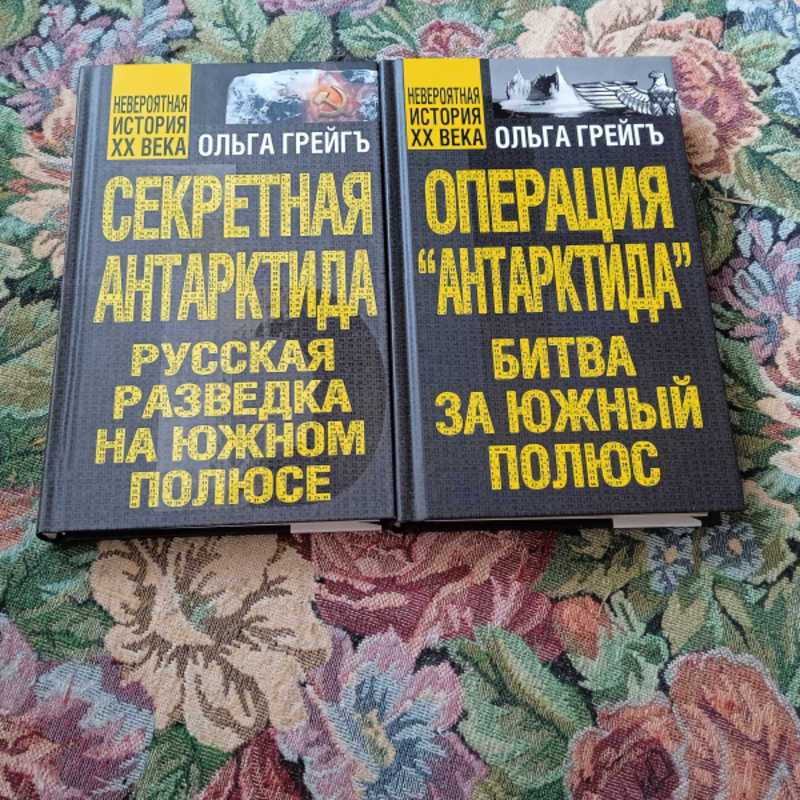 НЕВЕРОЯТНАЯ
ИСТОРИЯ
XX ВЕКА
ОЛЬГА ГРЕЙГЪ
СЕКРЕТНАЯ
АНТАРКТИДА
РУССКАЯ
РАЗВЕДКА
НА ЮЖНОМ
ПОЛЮСЕ
НЕВЕРОЯТНАЯ
ИСТОРИЯ
XX ВЕКА
ОЛЬГА ГРЕЙГЪ
ОПЕРАЦИЯ
“АНТАРКТИДА”
БИТВА
ЗА ЮЖНЫЙ
ПОЛЮС